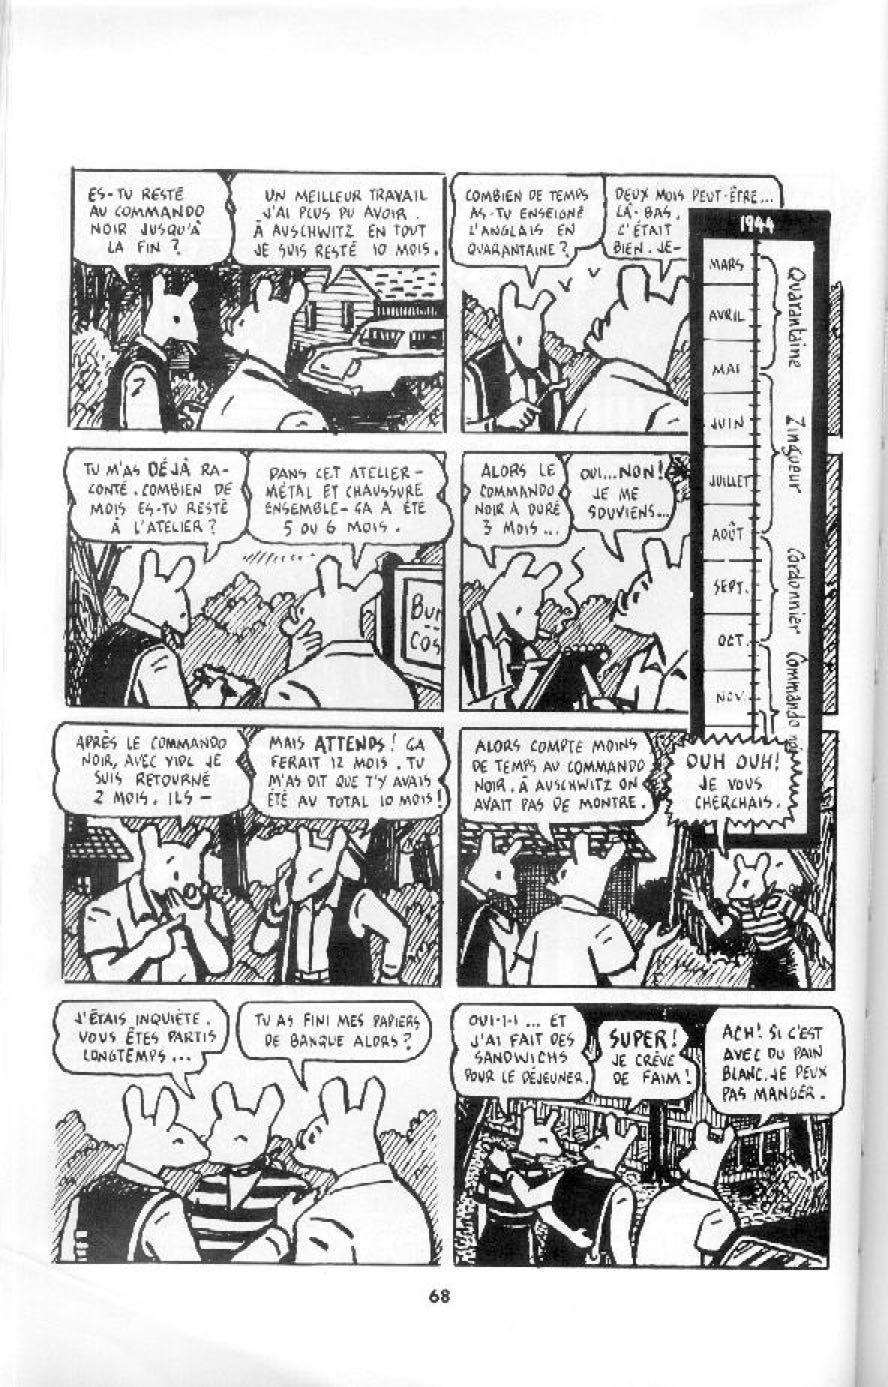 ES-TU RESTÉ
AU COMMANDO
NOIR JUSQU'À
LA FIN ?
UN MEILLEUR TRAVAIL
J'AI PLUS PU AVOIR.
À AUSCHWITZ EN TOUT
JE SUIS RESTÉ 10 MOIS.
COMBIEN DE TEMPS
AS-TU ENSEIGNÉ
L'ANGLAIS EN
QUARANTAINE ?
DEUX MOIS PEUT-ÊTRE...
LÀ-BAS,
C'ÉTAIT
BIEN. JE-
1944
MARS
AVRIL
MAI
JUIN
JUILLET
AOÛT
SEPT.
OCT.
NOV.
Quarantaine
Zingueur
Cordonnier
Commando noir
TU M'AS DÉJÀ RA-
CONTÉ. COMBIEN DE
MOIS ES-TU RESTÉ
À L'ATELIER ?
DANS CET ATELIER-
MÉTAL ET CHAUSSURE
ENSEMBLE- ÇA A ÉTÉ
5 OU 6 MOIS.
BUN
COS
ALORS LE
COMMANDO
NOIR À DURÉ
3 MOIS...
OUI...NON!
JE ME
SOUVIENS...
APRÈS LE COMMANDO
NOIR, AVEC YIDL JE
SUIS RETOURNÉ
2 MOIS. ILS -
MAIS ATTENDS! ÇA
FERAIT 12 MOIS. TU
M'AS DIT QUE T'Y AVAIS
ÉTÉ AU TOTAL 10 MOIS!
ALORS COMPTE MOINS
DE TEMPS AU COMMANDO
NOIR. À AUSCHWITZ ON
AVAIT PAS DE MONTRE.
OUH OUH!
JE VOUS
CHERCHAIS.
J'ÉTAIS INQUIÈTE.
VOUS ÊTES PARTIS
LONGTEMPS...
TU AS FINI MES PAPIERS
DE BANQUE ALORS ?
OUI-I-I ... ET
J'AI FAIT DES
SANDWICHS
POUR LE DÉJEUNER.
SUPER!
JE CRÈVE
DE FAIM!
ACH! SI C'EST
AVEC DU PAIN
BLANC, JE PEUX
PAS MANGER.
68